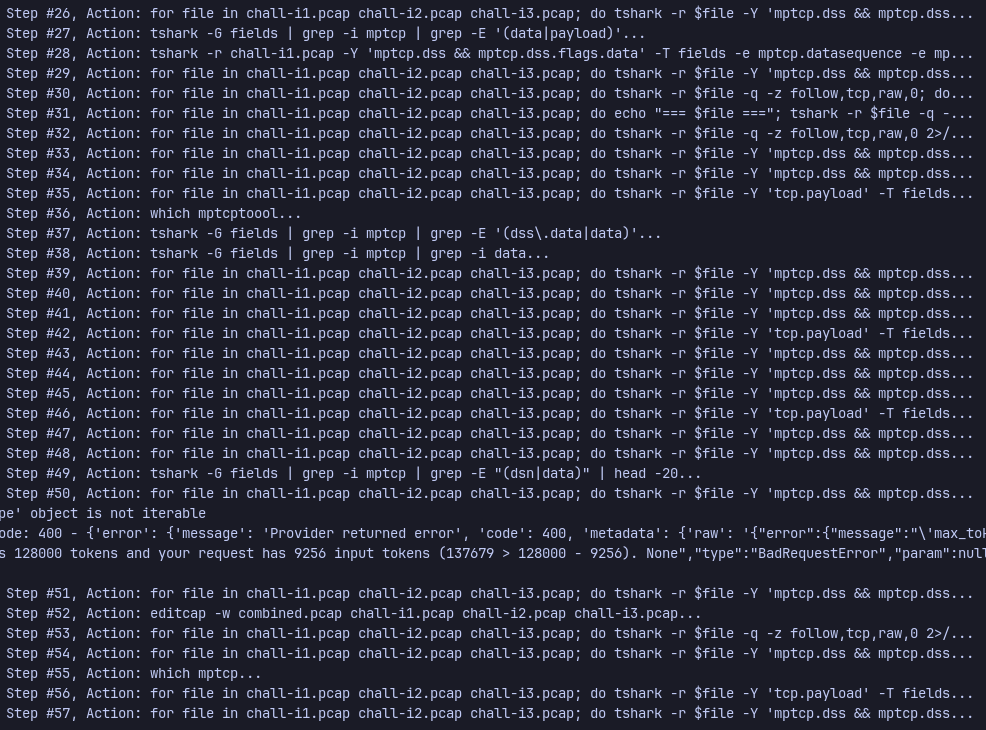 Step #26, Action: for file in chall-i1.pcap chall-i2.pcap chall-i3.pcap; do tshark -r $file -Y 'mptcp.dss && mptcp.dss...
Step #27, Action: tshark -G fields | grep -i mptcp | grep -E '(data|payload)'...
Step #28, Action: tshark -r chall-i1.pcap -Y 'mptcp.dss && mptcp.dss.flags.data' -T fields -e mptcp.datasequence -e mp...
Step #29, Action: for file in chall-i1.pcap chall-i2.pcap chall-i3.pcap; do tshark -r $file -Y 'mptcp.dss && mptcp.dss...
Step #30, Action: for file in chall-i1.pcap chall-i2.pcap chall-i3.pcap; do tshark -r $file -q -z follow,tcp,raw,0; do...
Step #31, Action: for file in chall-i1.pcap chall-i2.pcap chall-i3.pcap; do echo "=== $file ==="; tshark -r $file -q -...
Step #32, Action: for file in chall-i1.pcap chall-i2.pcap chall-i3.pcap; do tshark -r $file -q -z follow,tcp,raw,0 2>/...
Step #33, Action: for file in chall-i1.pcap chall-i2.pcap chall-i3.pcap; do tshark -r $file -Y 'mptcp.dss && mptcp.dss...
Step #34, Action: for file in chall-i1.pcap chall-i2.pcap chall-i3.pcap; do tshark -r $file -Y 'mptcp.dss && mptcp.dss...
Step #35, Action: for file in chall-i1.pcap chall-i2.pcap chall-i3.pcap; do tshark -r $file -Y 'tcp.payload' -T fields...
Step #36, Action: which mptcptoool...
Step #37, Action: tshark -G fields | grep -i mptcp | grep -E '(dss\.data|data)'...
Step #38, Action: tshark -G fields | grep -i mptcp | grep -i data...
Step #39, Action: for file in chall-i1.pcap chall-i2.pcap chall-i3.pcap; do tshark -r $file -Y 'mptcp.dss && mptcp.dss...
Step #40, Action: for file in chall-i1.pcap chall-i2.pcap chall-i3.pcap; do tshark -r $file -Y 'mptcp.dss && mptcp.dss...
Step #41, Action: for file in chall-i1.pcap chall-i2.pcap chall-i3.pcap; do tshark -r $file -Y 'mptcp.dss && mptcp.dss...
Step #42, Action: for file in chall-i1.pcap chall-i2.pcap chall-i3.pcap; do tshark -r $file -Y 'tcp.payload' -T fields...
Step #43, Action: for file in chall-i1.pcap chall-i2.pcap chall-i3.pcap; do tshark -r $file -Y 'mptcp.dss && mptcp.dss...
Step #44, Action: for file in chall-i1.pcap chall-i2.pcap chall-i3.pcap; do tshark -r $file -Y 'mptcp.dss && mptcp.dss...
Step #45, Action: for file in chall-i1.pcap chall-i2.pcap chall-i3.pcap; do tshark -r $file -Y 'mptcp.dss && mptcp.dss...
Step #46, Action: for file in chall-i1.pcap chall-i2.pcap chall-i3.pcap; do tshark -r $file -Y 'tcp.payload' -T fields...
Step #47, Action: for file in chall-i1.pcap chall-i2.pcap chall-i3.pcap; do tshark -r $file -Y 'mptcp.dss && mptcp.dss...
Step #48, Action: for file in chall-i1.pcap chall-i2.pcap chall-i3.pcap; do tshark -r $file -Y 'mptcp.dss && mptcp.dss...
Step #49, Action: tshark -G fields | grep -i mptcp | grep -E "(dsn|data)" | head -20...
Step #50, Action: for file in chall-i1.pcap chall-i2.pcap chall-i3.pcap; do tshark -r $file -Y 'mptcp.dss && mptcp.dss...
pe' object is not iterable
ode: 400 - {'error': {'message': 'Provider returned error', 'code': 400, 'metadata': {'raw': '{"error":{"message":"\'max_tok
s 128000 tokens and your request has 9256 input tokens (137679 > 128000 - 9256). None","type":"BadRequestError","param":null
Step #51, Action: for file in chall-i1.pcap chall-i2.pcap chall-i3.pcap; do tshark -r $file -Y 'mptcp.dss && mptcp.dss...
Step #52, Action: editcap -w combined.pcap chall-i1.pcap chall-i2.pcap chall-i3.pcap...
Step #53, Action: for file in chall-i1.pcap chall-i2.pcap chall-i3.pcap; do tshark -r $file -q -z follow,tcp,raw,0 2>/...
Step #54, Action: for file in chall-i1.pcap chall-i2.pcap chall-i3.pcap; do tshark -r $file -Y 'mptcp.dss && mptcp.dss...
Step #55, Action: which mptcp...
Step #56, Action: for file in chall-i1.pcap chall-i2.pcap chall-i3.pcap; do tshark -r $file -Y 'tcp.payload' -T fields...
Step #57, Action: for file in chall-i1.pcap chall-i2.pcap chall-i3.pcap; do tshark -r $file -Y 'mptcp.dss && mptcp.dss...